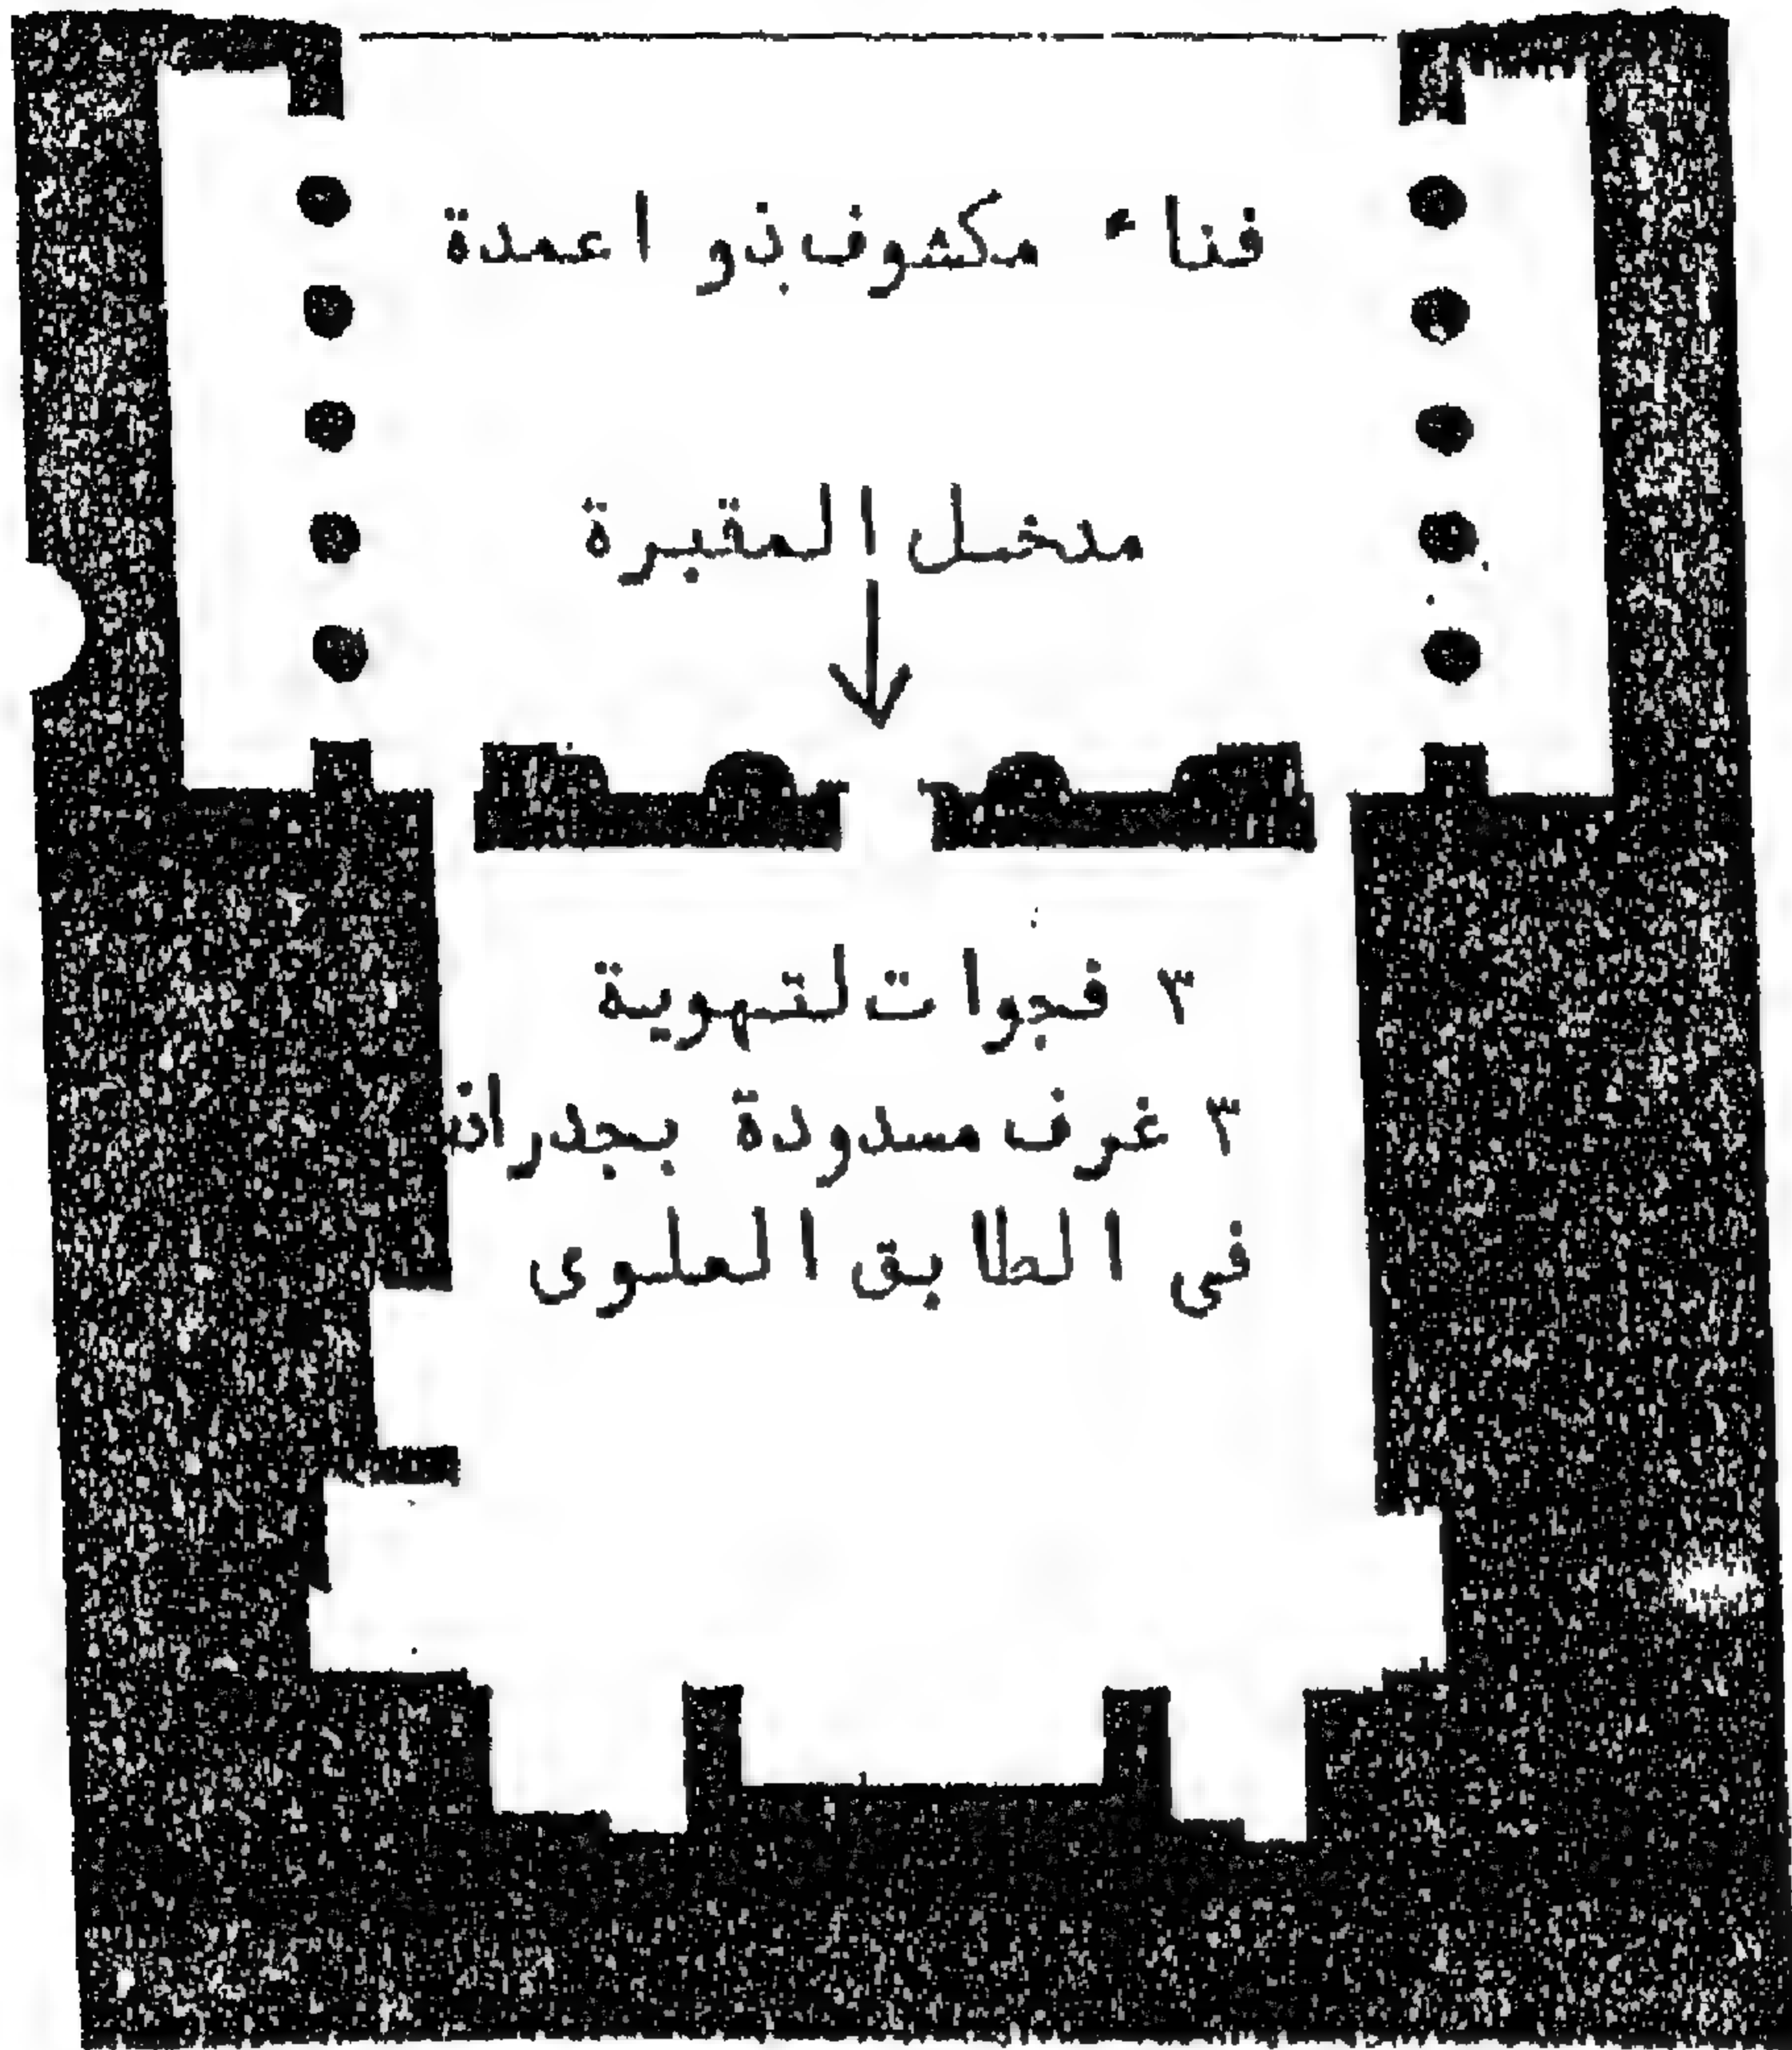 فناء مكشوف ذو اعمدة
مدخل المقبرة
٣ فجوات لتهوية
٣ غرف مسدودة بجدران
فى الطابق العلوى